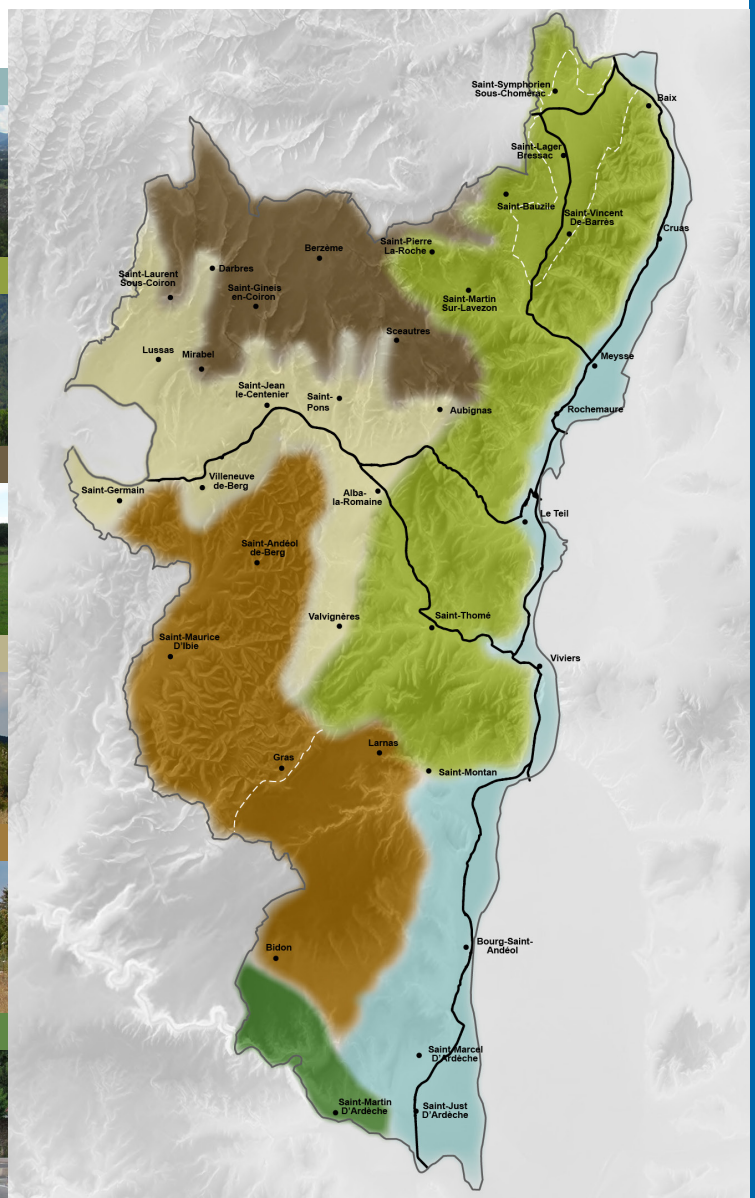 Saint-Symphorien
Sous-Chomérac
Baix
Saint-Lager
Bressac
Saint-Bauzile
Saint-Vincent
De-Barrès
Cruas
Saint-Pierre
La-Roche
Berzème
Darbres
Saint-Laurent
Sous-Coiron
Saint-Gineis
en-Coiron
Saint-Martin
Sur-Lavezon
Sceautres
Lussas
Mirabel
Meysse
Saint-Jean
le-Centenier
Saint-
Pons
Aubignas
Rochemaure
Villeneuve
de-Berg
Saint-Germain
Alba-
la-Romaine
Le Teil
Saint-Andéol
de-Berg
Valvignères
Saint-Thomé
Saint-Maurice
D'Ibie
Viviers
Larnas
Gras
Saint-Montan
Bourg-Saint-
Andéol
Bidon
Saint-Marcel
D'Ardèche
Saint-Martin
D'Ardèche
Saint-Just
D'Ardèche